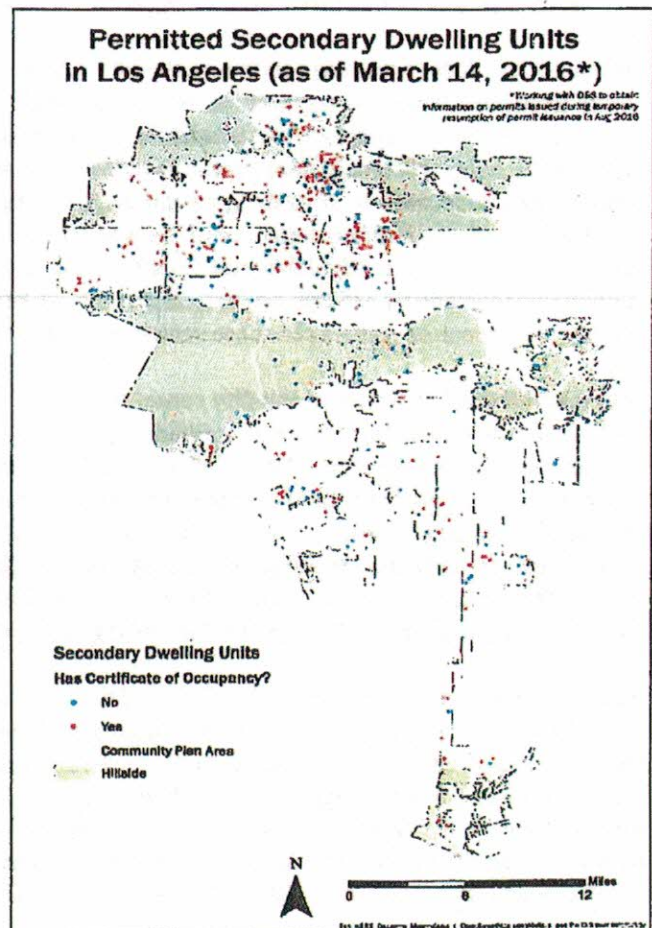 Permitted Secondary Dwelling Units
in Los Angeles (as of March 14, 2016*)
*Working with DBS to obtain
information on permits issued during temporary
resumption of permit issuance in Aug 2016
Secondary Dwelling Units
Has Certificate of Occupancy?
No
Yes
Community Plan Area
Hillside
N
Miles
0
6
12